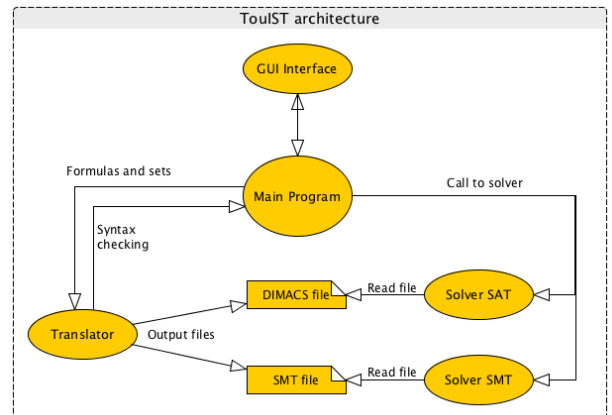 TouIST architecture
GUI Interface
Formulas and sets
Main Program
Call to solver
Syntax
checking
DIMACS file
Read file
Solver SAT
Translator
Output files
SMT file
Read file
Solver SMT